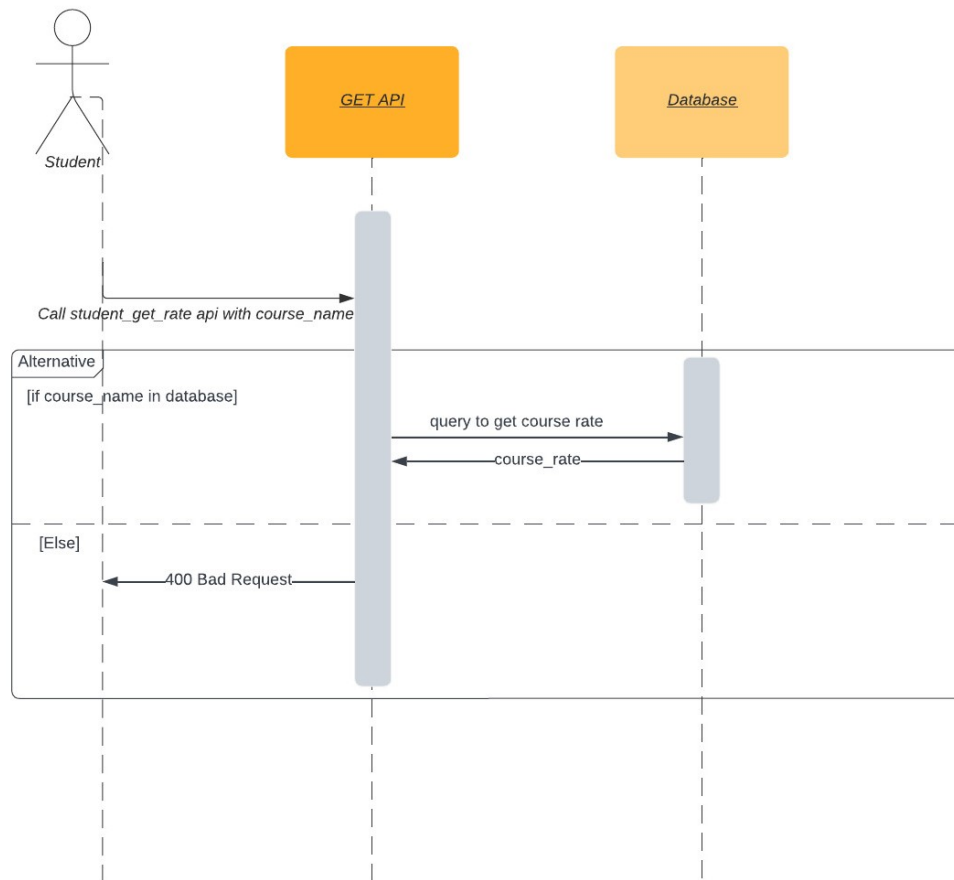 GET API
Database
Student
Call student_get_rate api with course_name
Alternative
[if course_name in database]
query to get course rate
course_rate
[Else]
400 Bad Request